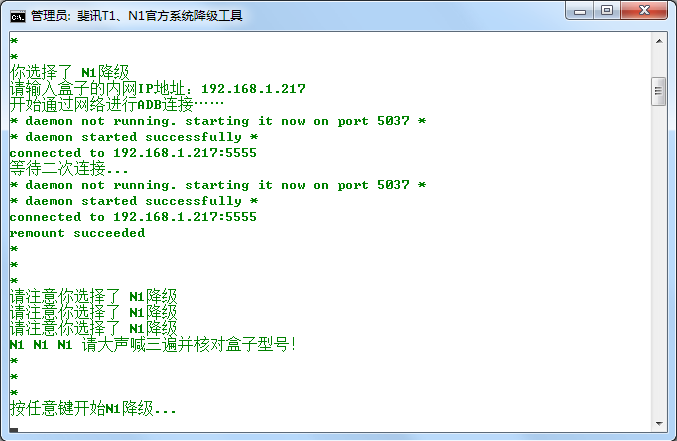 管理员: 斐讯T1、N1官方系统降级工具
*
*
你选择了 N1降级
请输入盒子的内网IP地址：192.168.1.217
开始通过网络进行ADB连接……
* daemon not running. starting it now on port 5037 *
* daemon started successfully *
connected to 192.168.1.217:5555
等待二次连接...
* daemon not running. starting it now on port 5037 *
* daemon started successfully *
connected to 192.168.1.217:5555
remount succeeded
*
*
*
请注意你选择了 N1降级
请注意你选择了 N1降级
请注意你选择了 N1降级
N1 N1 N1 请大声喊三遍并核对盒子型号！
*
*
*
按任意键开始N1降级...